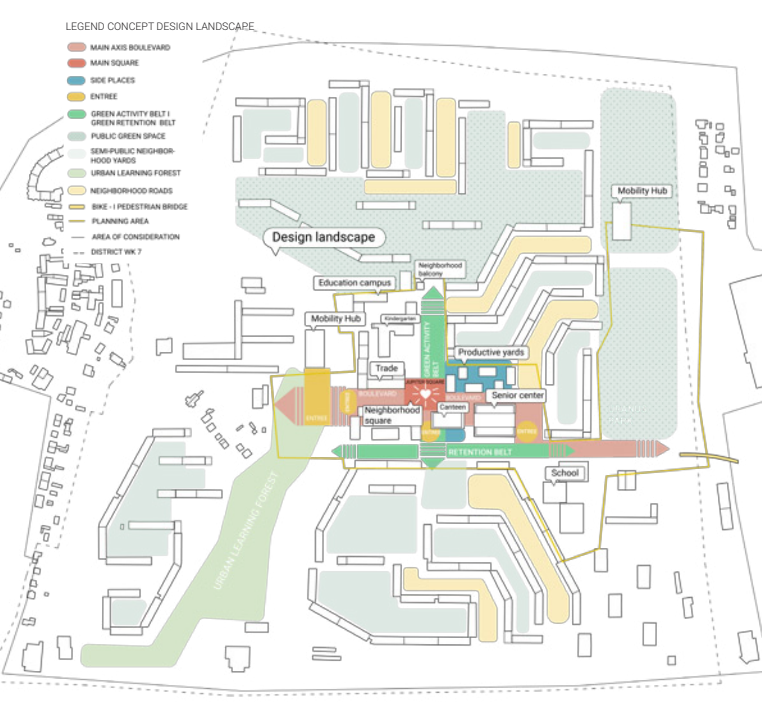 LEGEND CONCEPT DESIGN LANDSCAPE
MAIN AXIS BOULEVARD
MAIN SQUARE
SIDE PLACES
ENTREE
GREEN ACTIVITY BELT I
GREEN RETENTION BELT
PUBLIC GREEN SPACE
SEMI-PUBLIC NEIGHBOR-
HOOD YARDS
URBAN LEARNING FOREST
NEIGHBORHOOD ROADS
BIKE - I PEDESTRIAN BRIDGE
PLANNING AREA
AREA OF CONSIDERATION
DISTRICT WK 7
Mobility Hub
Design landscape
Neighborhood
balcony
Education campus
Mobility Hub
Kindergarten
GREEN ACTIVITY
BELT
Productive yards
Trade
BOULEVARD
BOULEVARD
Senior center
Canteen
Neighborhood
square
ENTREE
ENTREE
ENTREE
ENTREE
RETENTION BELT
School
URBAN LEARNING FOREST